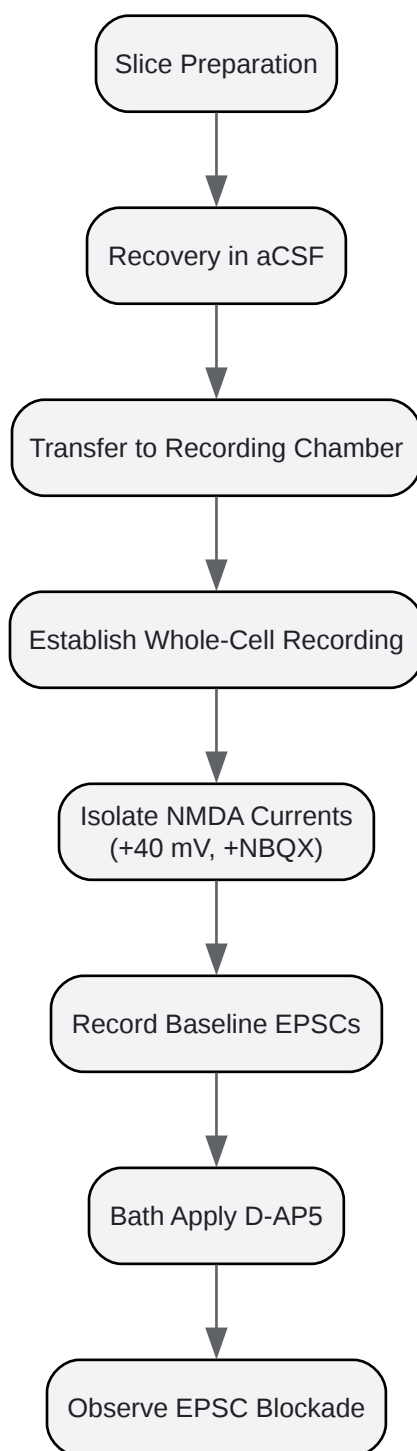 Slice Preparation
Recovery in aCSF
Transfer to Recording Chamber
Establish Whole-Cell Recording
Isolate NMDA Currents
(+40 mV, +NBQX)
Record Baseline EPSCs
Bath Apply D-AP5
Observe EPSC Blockade